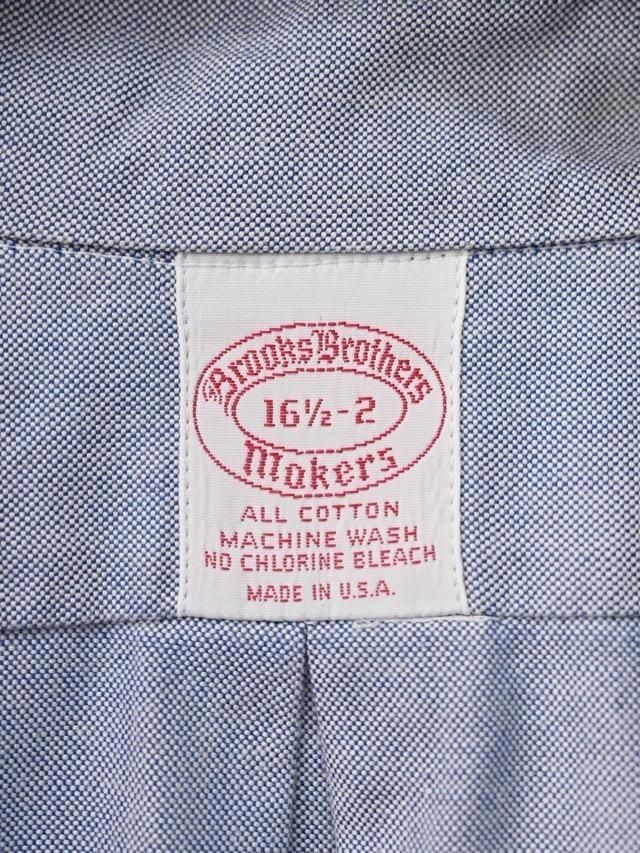 Brooks Brothers
16½-2
Makers
ALL COTTON
MACHINE WASH
NO CHLORINE BLEACH
MADE IN U.S.A.